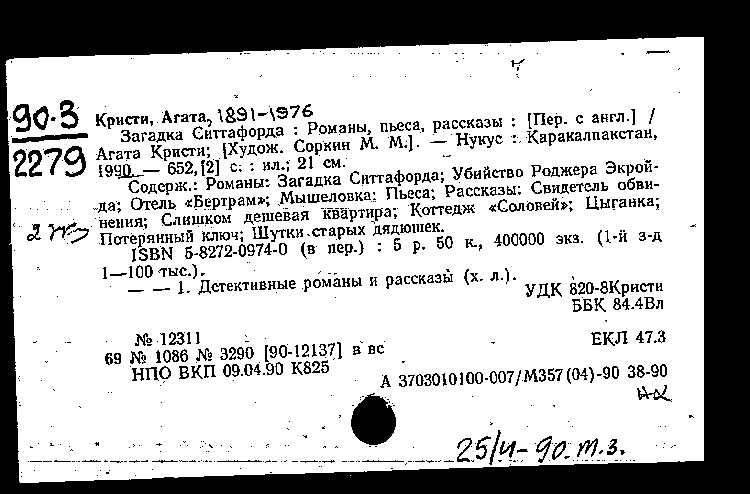 90-3
2279
2 экз
Кристи, Агата, 1891-1976
Загадка Ситтафорда : Романы, пьеса, рассказы : [Пер. с англ.] /
Агата Кристи; [Худож. Соркин М. М.]. — Нукус : Каракалпакстан,
1990. — 652,[2] с. : ил.; 21 см.
Содерж.: Романы: Загадка Ситтафорда; Убийство Роджера Экрой-
да; Отель «Бертрам»; Мышеловка: Пьеса; Рассказы: Свидетель обви-
нения; Слишком дешевая квартира; Коттедж «Соловей»; Цыганка;
Потерянный ключ; Шутки старых дядюшек.
ISBN 5-8272-0974-0 (в пер.) : 5 р. 50 к., 400000 экз. (1-й з-д
1—100 тыс.).
— — 1. Детективные романы и рассказы (х. л.).
УДК 820-8Кристи
ББК 84.4Вл
№ 12311
ЕКЛ 47.3
69 № 1086 № 3290 [90-12137] в вс
НПО ВКП 09.04.90 К825
А 3703010100-007/М357(04)-90 38-90
25/4-90. т.з.